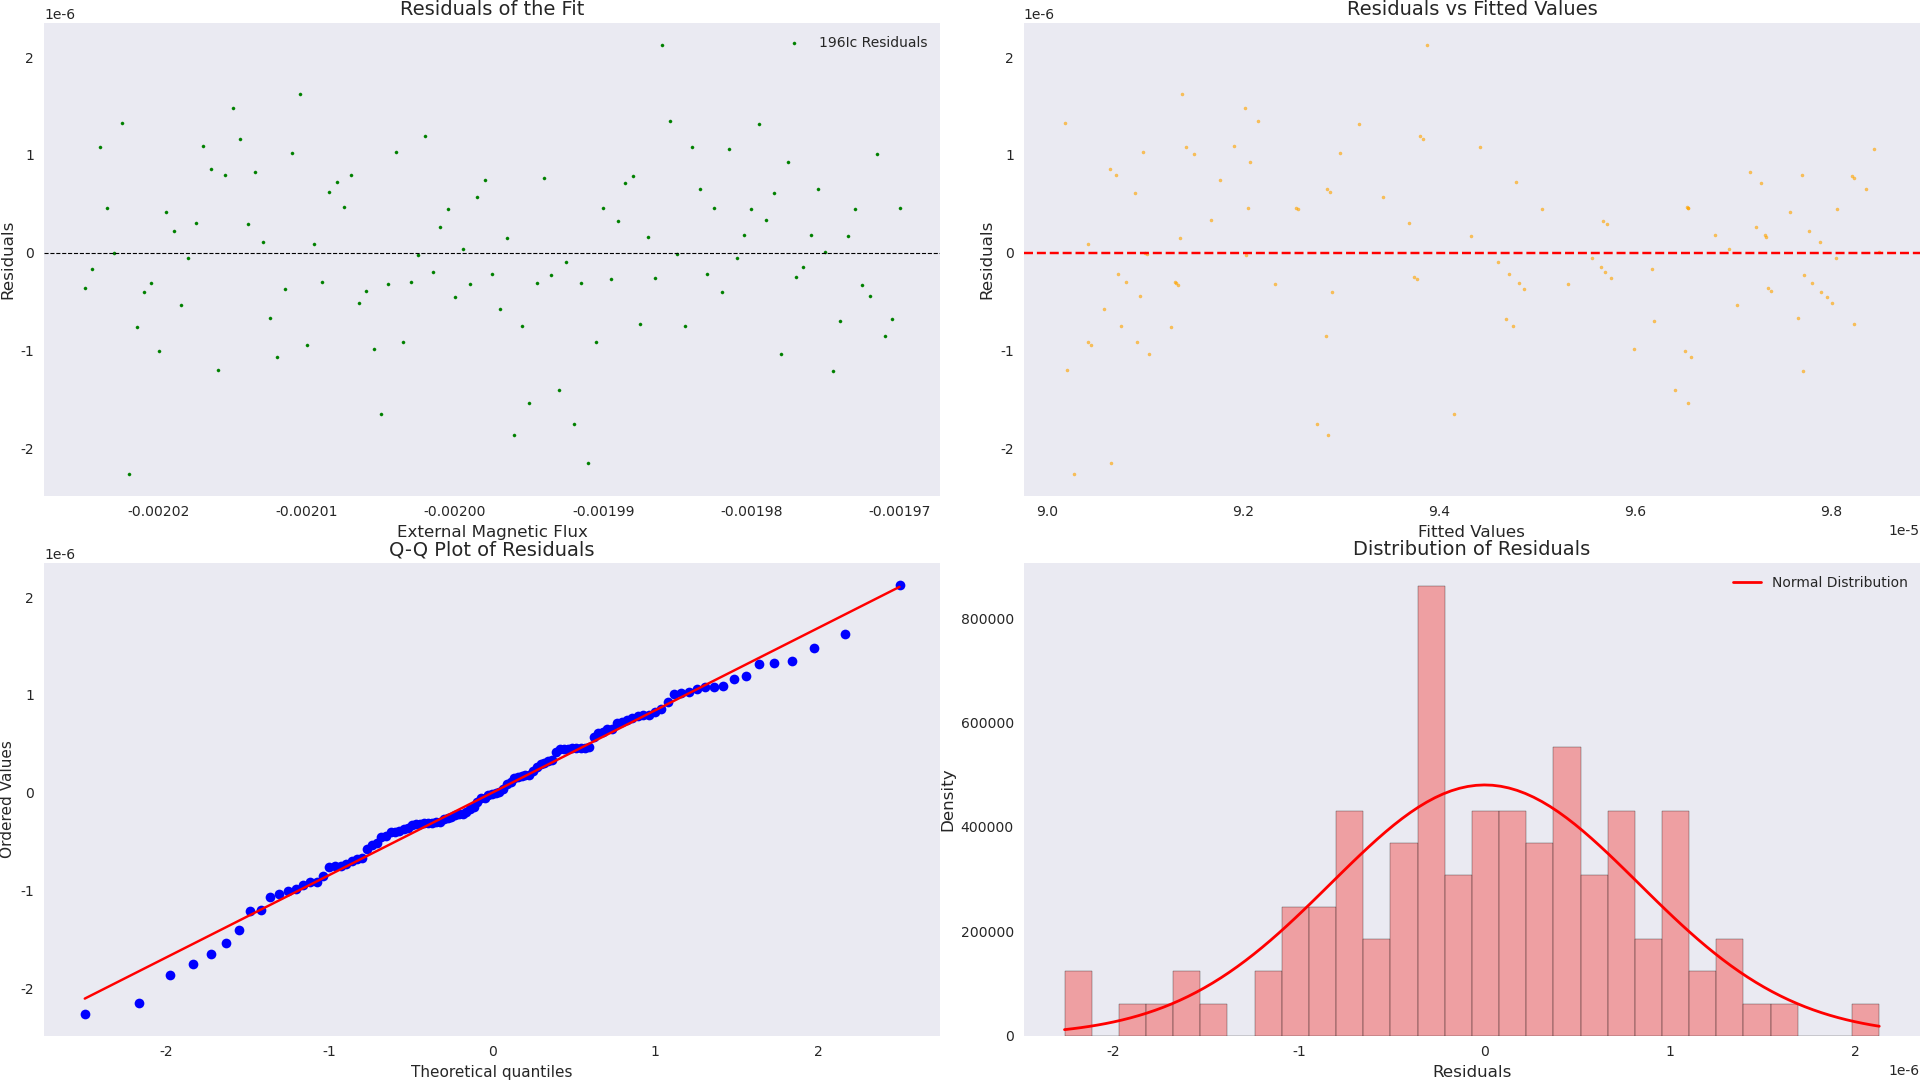 Residuals of the Fit
1e-6
196Ic Residuals
Residuals
2
1
0
-1
-2
-0.00202
-0.00201
-0.00200
-0.00199
-0.00198
-0.00197
External Magnetic Flux
Residuals vs Fitted Values
1e-6
Residuals
2
1
0
-1
-2
9.0
9.2
9.4
9.6
9.8
1e-5
Fitted Values
Q-Q Plot of Residuals
1e-6
Ordered Values
2
1
0
-1
-2
-2
-1
0
1
2
Theoretical quantiles
Distribution of Residuals
Normal Distribution
Density
800000
600000
400000
200000
0
-2
-1
0
1
2
1e-6
Residuals